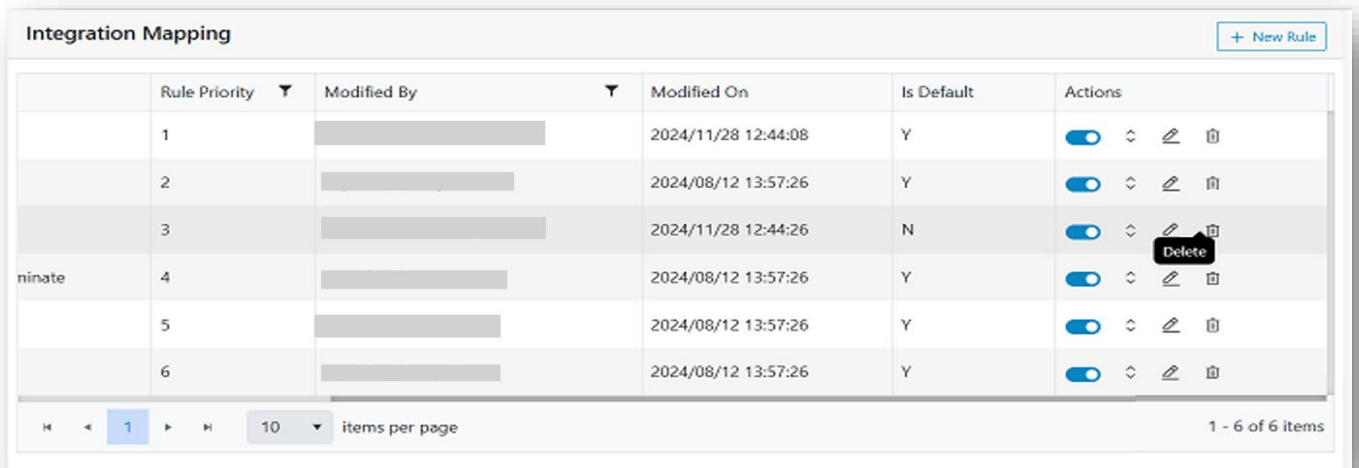 Integration Mapping
+ New Rule
Rule Priority Modified By Modified On Is Default Actions
1 2024/11/28 12:44:08 Y
2 2024/08/12 13:57:26 Y
3 2024/11/28 12:44:26 N
Delete
minate 4 2024/08/12 13:57:26 Y
5 2024/08/12 13:57:26 Y
6 2024/08/12 13:57:26 Y
1 10 items per page 1 - 6 of 6 items